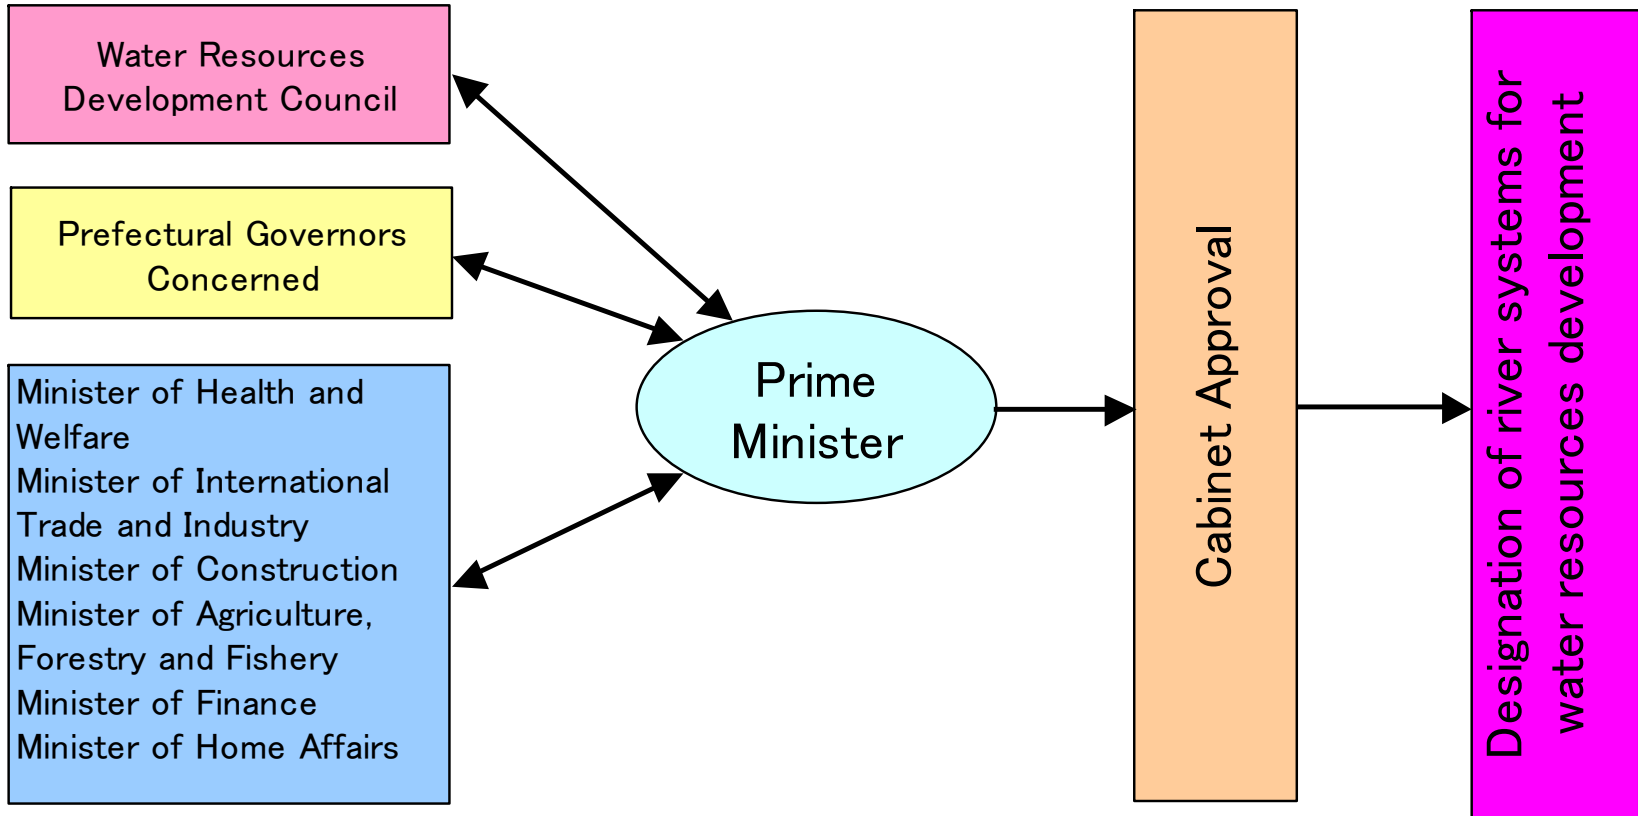 Water Resources
Development Council
Prefectural Governors
Concerned
Minister of Health and
Welfare
Minister of International
Trade and Industry
Minister of Construction
Minister of Agriculture,
Forestry and Fishery
Minister of Finance
Minister of Home Affairs
Prime
Minister
Cabinet Approval
Designation of river systems for
water resources development